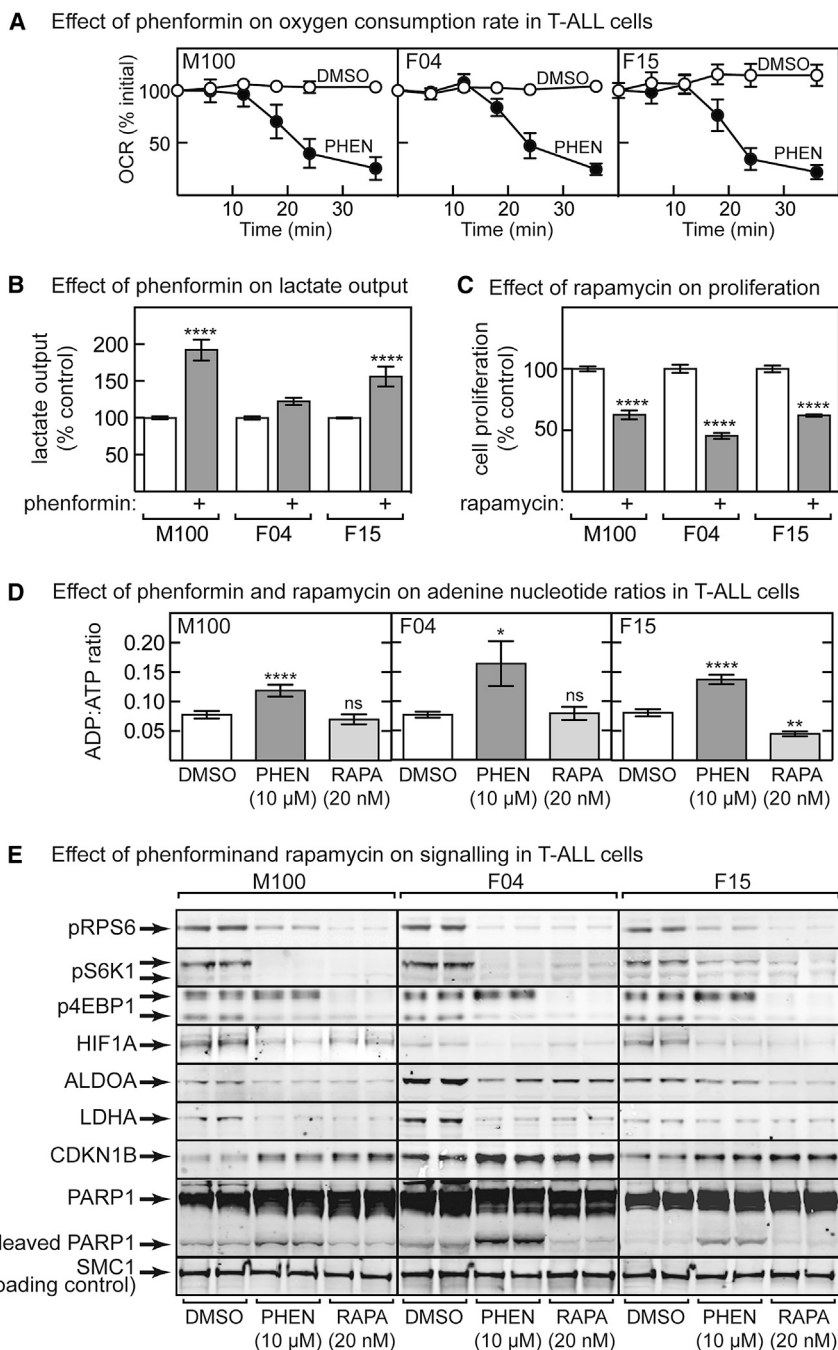 A Effect of phenformin on oxygen consumption rate in T-ALL cells
M100 F04 F15
OCR (% initial)
100
50
DMSO DMSO DMSO
PHEN PHEN PHEN
10 20 30 10 20 30 10 20 30
Time (min) Time (min) Time (min)
B Effect of phenformin on lactate output
lactate output
(% control)
200
150
100
50
**** ****
phenformin: + + +
M100 F04 F15
C Effect of rapamycin on proliferation
cell proliferation
(% control)
100
50
**** **** ****
rapamycin: + + +
M100 F04 F15
D Effect of phenformin and rapamycin on adenine nucleotide ratios in T-ALL cells
M100 F04 F15
ADP:ATP ratio
0.20
0.15
0.10
0.05
**** ns * ns **** **
DMSO PHEN RAPA DMSO PHEN RAPA DMSO PHEN RAPA
(10 µM) (20 nM) (10 µM) (20 nM) (10 µM) (20 nM)
E Effect of phenforminand rapamycin on signalling in T-ALL cells
M100 F04 F15
pRPS6
pS6K1
p4EBP1
HIF1A
ALDOA
LDHA
CDKN1B
PARP1
leaved PARP1
SMC1
oading control)
DMSO PHEN RAPA DMSO PHEN RAPA DMSO PHEN RAPA
(10 µM) (20 nM) (10 µM) (20 nM) (10 µM) (20 nM)